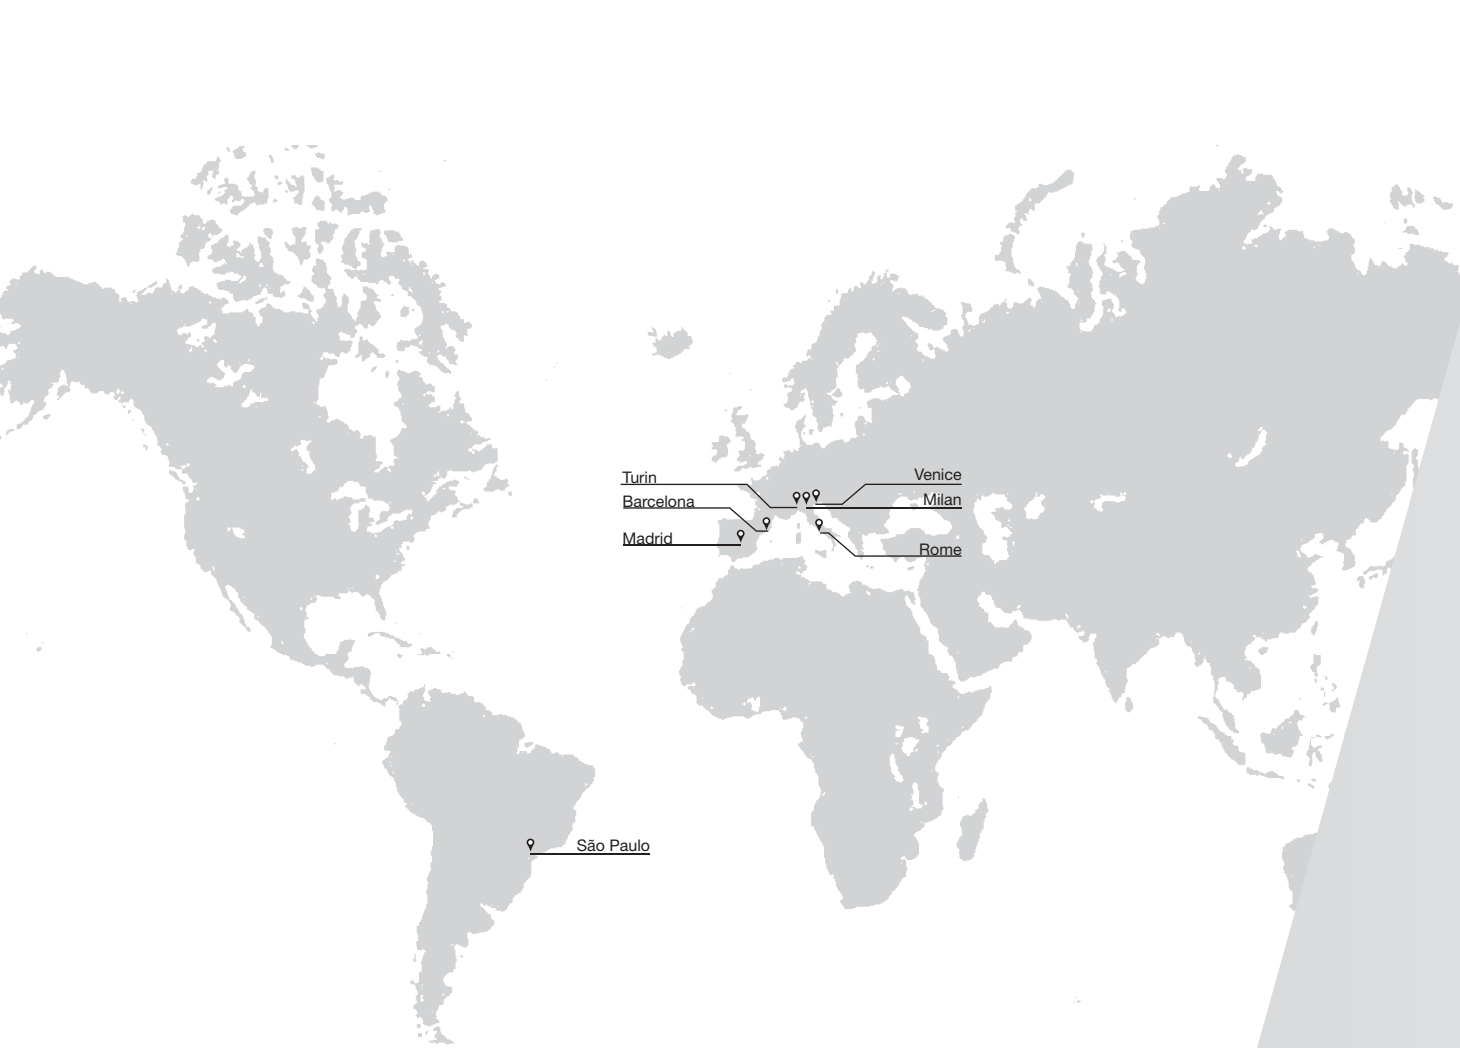 Turin
Venice
Barcelona
Milan
Madrid
Rome
São Paulo